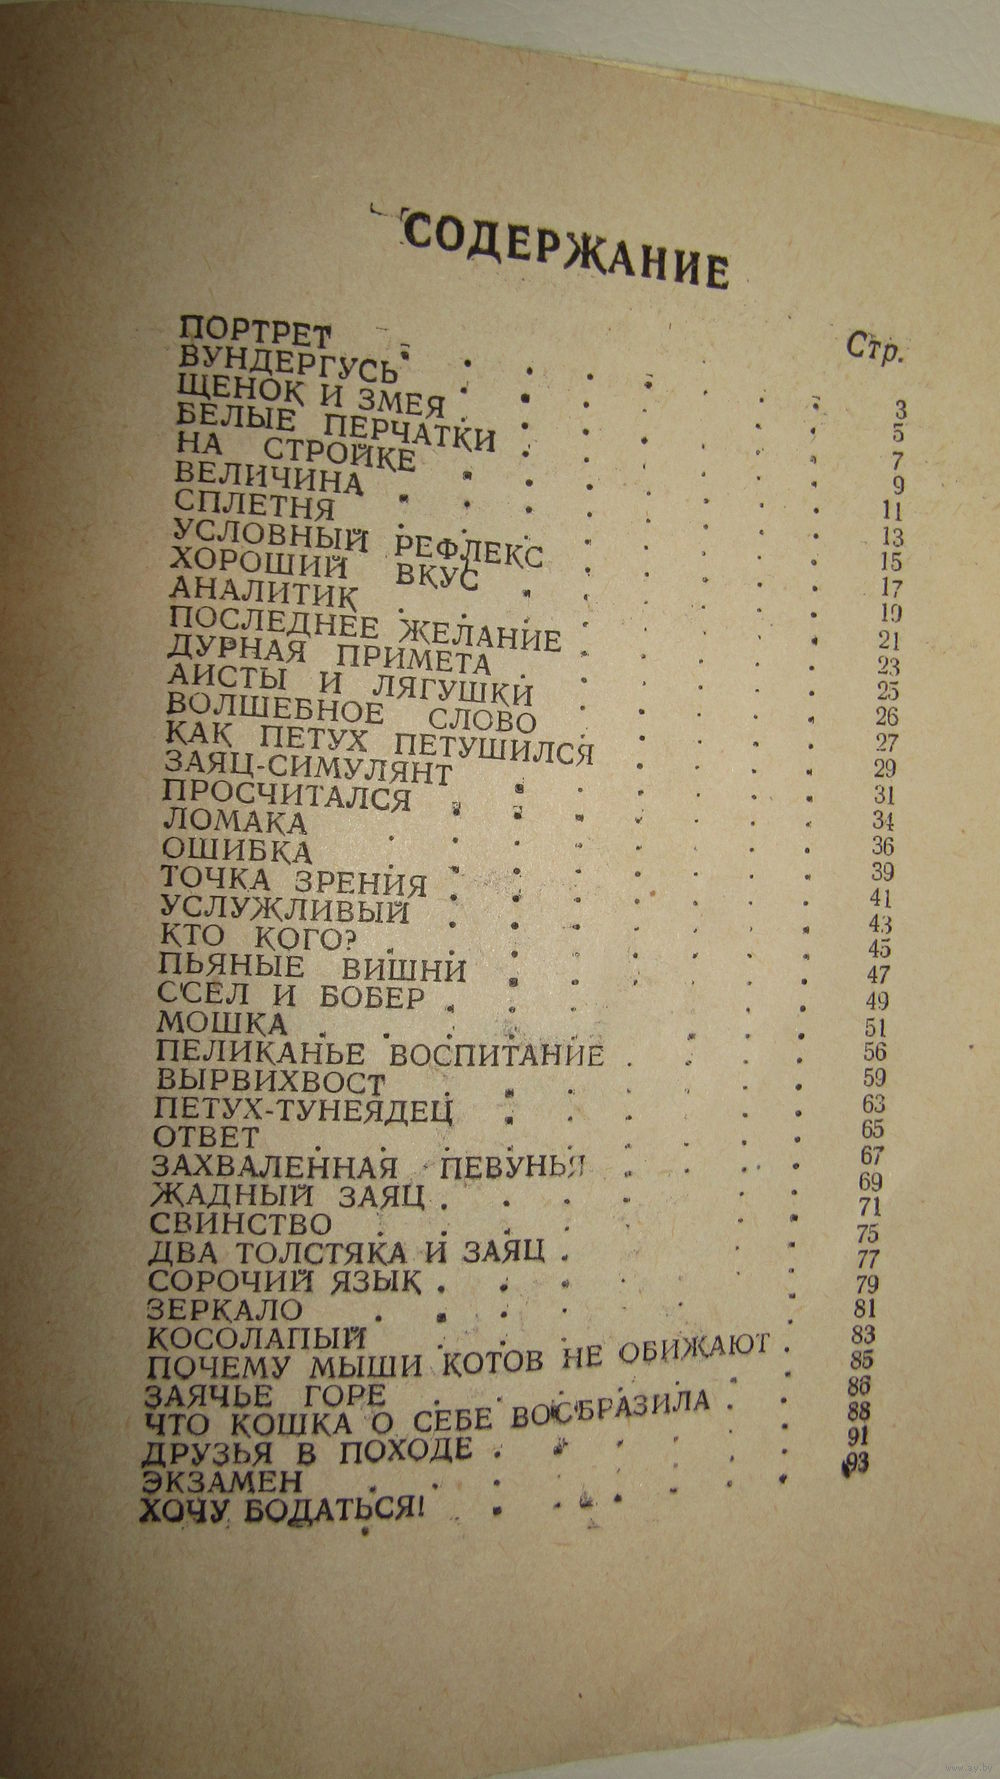 СОДЕРЖАНИЕ
Стр.
ПОРТРЕТ 3
ВУНДЕРГУСЬ 5
ЩЕНОК И ЗМЕЯ 7
БЕЛЫЕ ПЕРЧАТКИ 9
НА СТРОЙКЕ 11
ВЕЛИЧИНА 13
СПЛЕТНЯ 15
УСЛОВНЫЙ РЕФЛЕКС 17
ХОРОШИЙ ВКУС 19
АНАЛИТИК 21
ПОСЛЕДНЕЕ ЖЕЛАНИЕ 23
ДУРНАЯ ПРИМЕТА 25
АИСТЫ И ЛЯГУШКИ 26
ВОЛШЕБНОЕ СЛОВО 27
КАК ПЕТУХ ПЕТУШИЛСЯ 29
ЗАЯЦ-СИМУЛЯНТ 31
ПРОСЧИТАЛСЯ 34
ЛОМАКА 36
ОШИБКА 39
ТОЧКА ЗРЕНИЯ 41
УСЛУЖЛИВЫЙ 43
КТО КОГО? 45
ПЬЯНЫЕ ВИШНИ 47
ССЕЛ И БОБЕР 49
МОШКА 51
ПЕЛИКАНЬЕ ВОСПИТАНИЕ 56
ВЫРВИХВОСТ 59
ПЕТУХ-ТУНЕЯДЕЦ 63
ОТВЕТ 65
ЗАХВАЛЕННАЯ ПЕВУНЬЯ 67
ЖАДНЫЙ ЗАЯЦ 69
СВИНСТВО 71
ДВА ТОЛСТЯКА И ЗАЯЦ 75
СОРОЧИЙ ЯЗЫК 77
ЗЕРКАЛО 79
КОСОЛАПЫЙ 81
ПОЧЕМУ МЫШИ КОТОВ НЕ ОБИЖАЮТ 83
ЗАЯЧЬЕ ГОРЕ 85
ЧТО КОШКА О СЕБЕ ВООБРАЗИЛА 86
ДРУЗЬЯ В ПОХОДЕ 88
ЭКЗАМЕН 91
ХОЧУ БОДАТЬСЯ! 93
www.ay.by